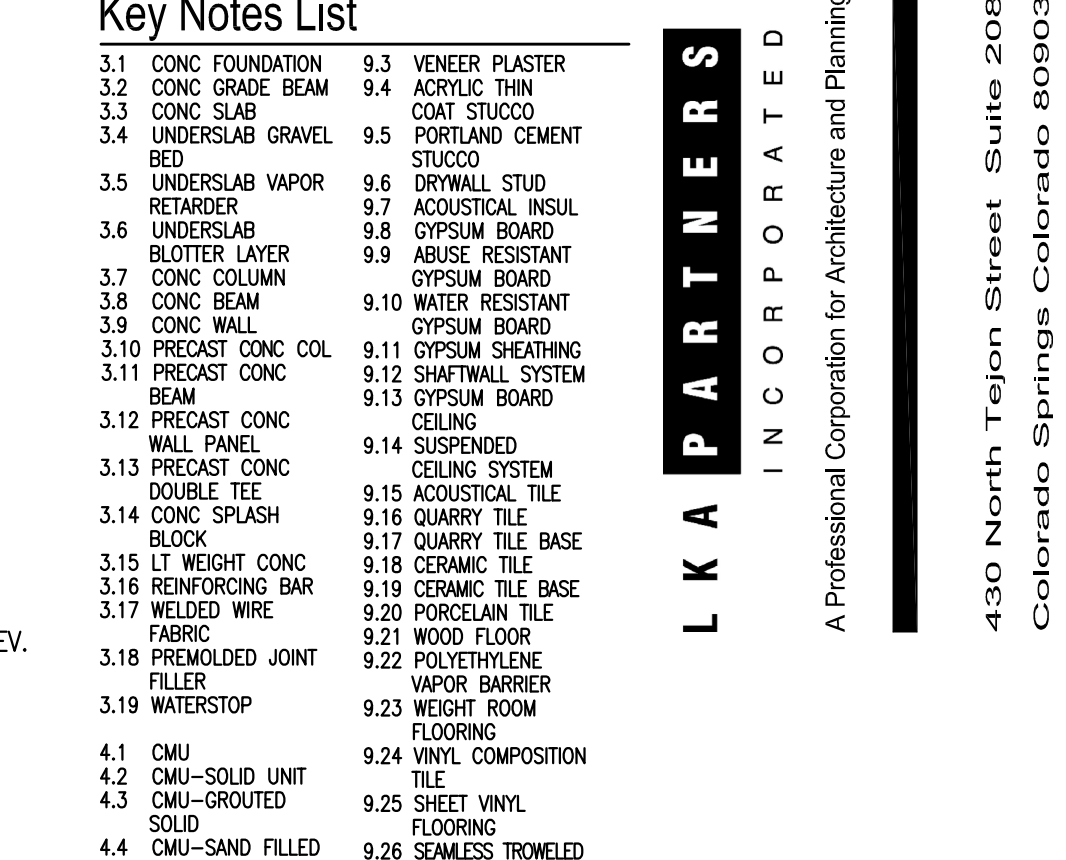 Key Notes List
3.1 CONC FOUNDATION
3.2 CONC GRADE BEAM
3.3 CONC SLAB
3.4 UNDERSLAB GRAVEL
BED
3.5 UNDERSLAB VAPOR
RETARDER
3.6 UNDERSLAB
BLOTTER LAYER
3.7 CONC COLUMN
3.8 CONC BEAM
3.9 CONC WALL
3.10 PRECAST CONC COL
3.11 PRECAST CONC
BEAM
3.12 PRECAST CONC
WALL PANEL
3.13 PRECAST CONC
DOUBLE TEE
3.14 CONC SPLASH
BLOCK
3.15 LT WEIGHT CONC
3.16 REINFORCING BAR
3.17 WELDED WIRE
FABRIC
3.18 PREMOLDED JOINT
FILLER
3.19 WATERSTOP
4.1 CMU
4.2 CMU-SOLID UNIT
4.3 CMU-GROUTED
SOLID
4.4 CMU-SAND FILLED
9.3 VENEER PLASTER
9.4 ACRYLIC THIN
COAT STUCCO
9.5 PORTLAND CEMENT
STUCCO
9.6 DRYWALL STUD
9.7 ACOUSTICAL INSUL
9.8 GYPSUM BOARD
9.9 ABUSE RESISTANT
GYPSUM BOARD
9.10 WATER RESISTANT
GYPSUM BOARD
9.11 GYPSUM SHEATHING
9.12 SHAFTWALL SYSTEM
9.13 GYPSUM BOARD
CEILING
9.14 SUSPENDED
CEILING SYSTEM
9.15 ACOUSTICAL TILE
9.16 QUARRY TILE
9.17 QUARRY TILE BASE
9.18 CERAMIC TILE
9.19 CERAMIC TILE BASE
9.20 PORCELAIN TILE
9.21 WOOD FLOOR
9.22 POLYETHYLENE
VAPOR BARRIER
9.23 WEIGHT ROOM
FLOORING
9.24 VINYL COMPOSITION
TILE
9.25 SHEET VINYL
FLOORING
9.26 SEAMLESS TROWELED
EV.
LKA PARTNERS
INCORPORATED
A Professional Corporation for Architecture and Planning
430 North Tejon Street Suite 208
Colorado Springs Colorado 80903